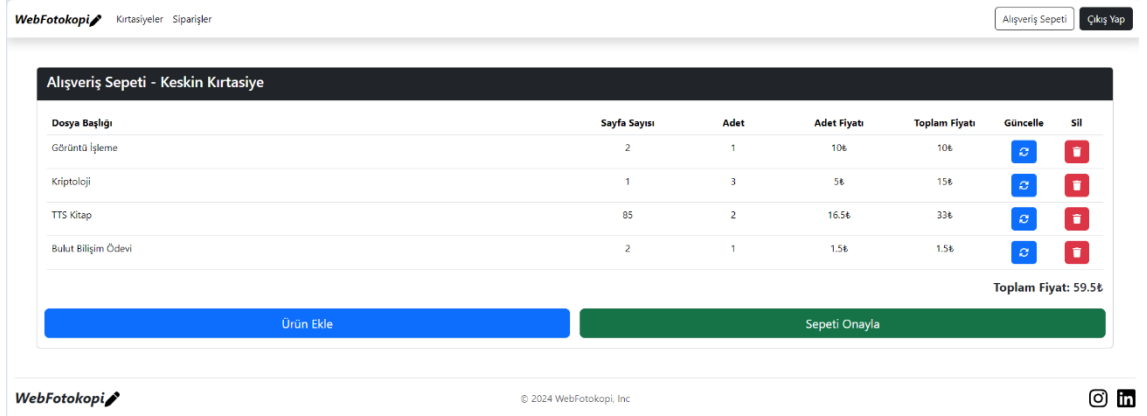 WebFotokopi Kırtasiyeler Siparişler Alışveriş Sepeti Çıkış Yap
Alışveriş Sepeti - Keskin Kırtasiye
Dosya Başlığı Sayfa Sayısı Adet Adet Fiyatı Toplam Fiyatı Güncelle Sil
Görüntü İşleme 2 1 10₺ 10₺
Kriptoloji 1 3 5₺ 15₺
TTS Kitap 85 2 16.5₺ 33₺
Bulut Bilişim Ödevi 2 1 1.5₺ 1.5₺
Toplam Fiyat: 59.5₺
Ürün Ekle Sepeti Onayla
WebFotokopi © 2024 WebFotokopi, Inc